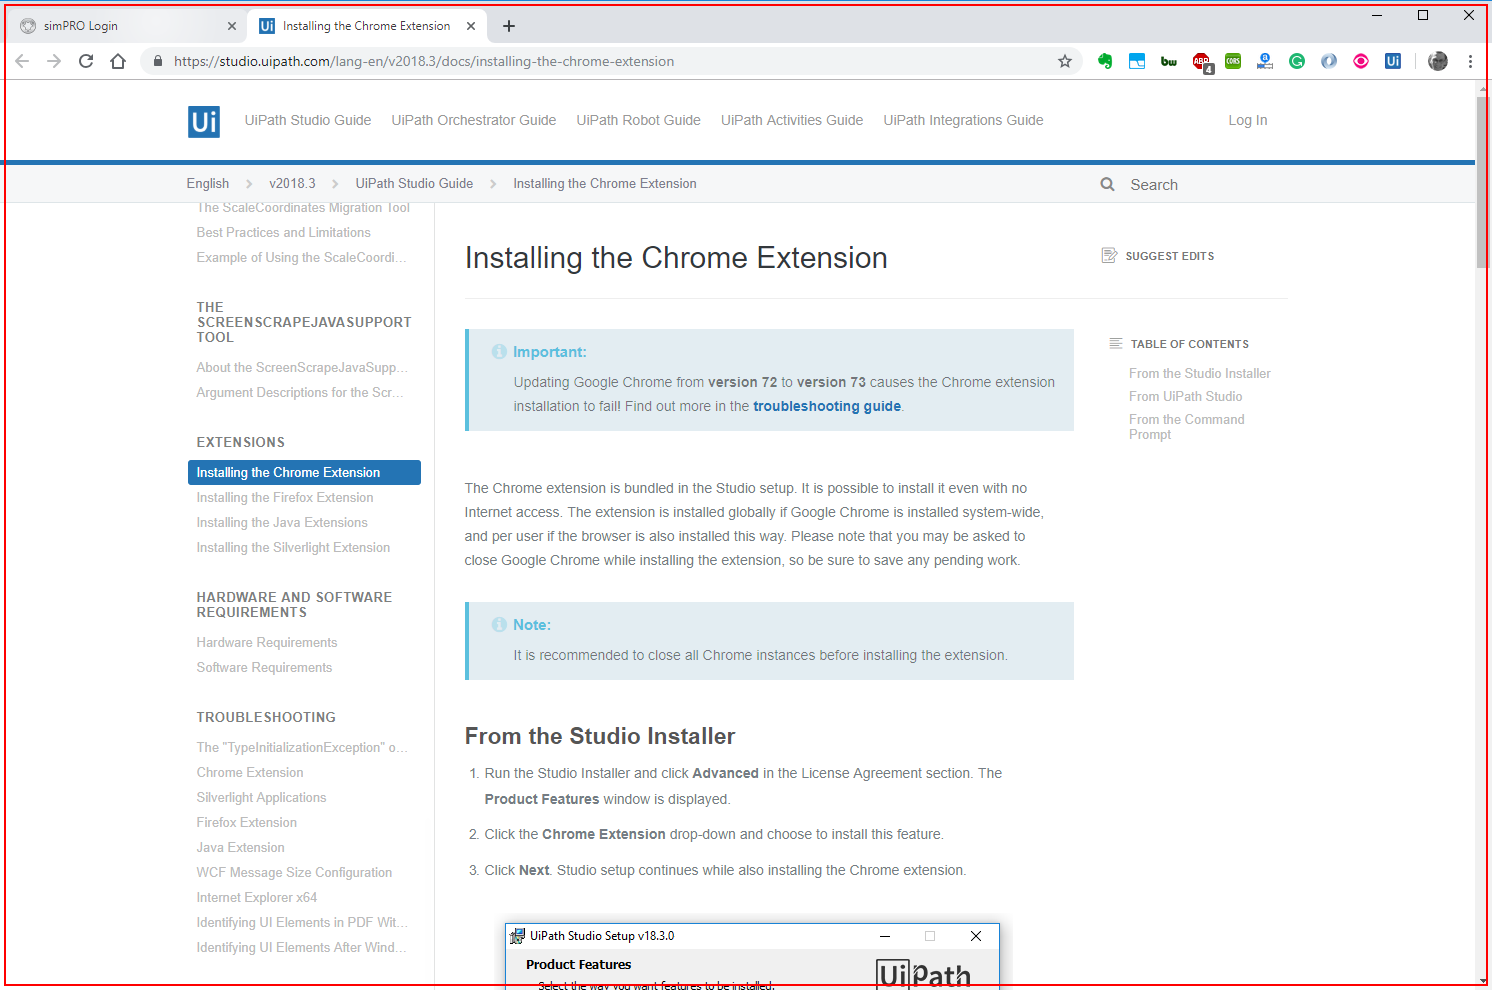 simPRO Login
Installing the Chrome Extension
https://studio.uipath.com/lang-en/v2018.3/docs/installing-the-chrome-extension
bw
ABP
4
CORS
Ui
Ui
UiPath Studio Guide
UiPath Orchestrator Guide
UiPath Robot Guide
UiPath Activities Guide
UiPath Integrations Guide
Log In
English
v2018.3
UiPath Studio Guide
Installing the Chrome Extension
Search
The ScaleCoordinates Migration Tool
Best Practices and Limitations
Example of Using the ScaleCoordi...
THE
SCREENSCRAPEJAVASUPPORT
TOOL
About the ScreenScrapeJavaSupp...
Argument Descriptions for the Scr...
EXTENSIONS
Installing the Chrome Extension
Installing the Firefox Extension
Installing the Java Extensions
Installing the Silverlight Extension
HARDWARE AND SOFTWARE
REQUIREMENTS
Hardware Requirements
Software Requirements
TROUBLESHOOTING
The "TypeInitializationException" o...
Chrome Extension
Silverlight Applications
Firefox Extension
Java Extension
WCF Message Size Configuration
Internet Explorer x64
Identifying UI Elements in PDF Wit...
Identifying UI Elements After Wind...
Installing the Chrome Extension
SUGGEST EDITS
Important:
Updating Google Chrome from version 72 to version 73 causes the Chrome extension
installation to fail! Find out more in the troubleshooting guide.
TABLE OF CONTENTS
From the Studio Installer
From UiPath Studio
From the Command
Prompt
The Chrome extension is bundled in the Studio setup. It is possible to install it even with no
Internet access. The extension is installed globally if Google Chrome is installed system-wide,
and per user if the browser is also installed this way. Please note that you may be asked to
close Google Chrome while installing the extension, so be sure to save any pending work.
Note:
It is recommended to close all Chrome instances before installing the extension.
From the Studio Installer
1. Run the Studio Installer and click Advanced in the License Agreement section. The
Product Features window is displayed.
2. Click the Chrome Extension drop-down and choose to install this feature.
3. Click Next. Studio setup continues while also installing the Chrome extension.
UiPath Studio Setup v18.3.0
Product Features
UiPath
Select the way you want features to be installed.